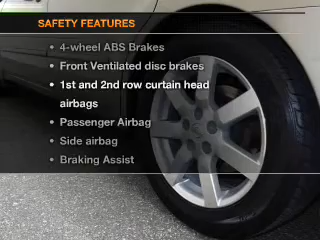 SAFETY FEATURES
• 4-wheel ABS Brakes
• Front Ventilated disc brakes
• 1st and 2nd row curtain head
airbags
• Passenger Airbag
• Side airbag
• Braking Assist